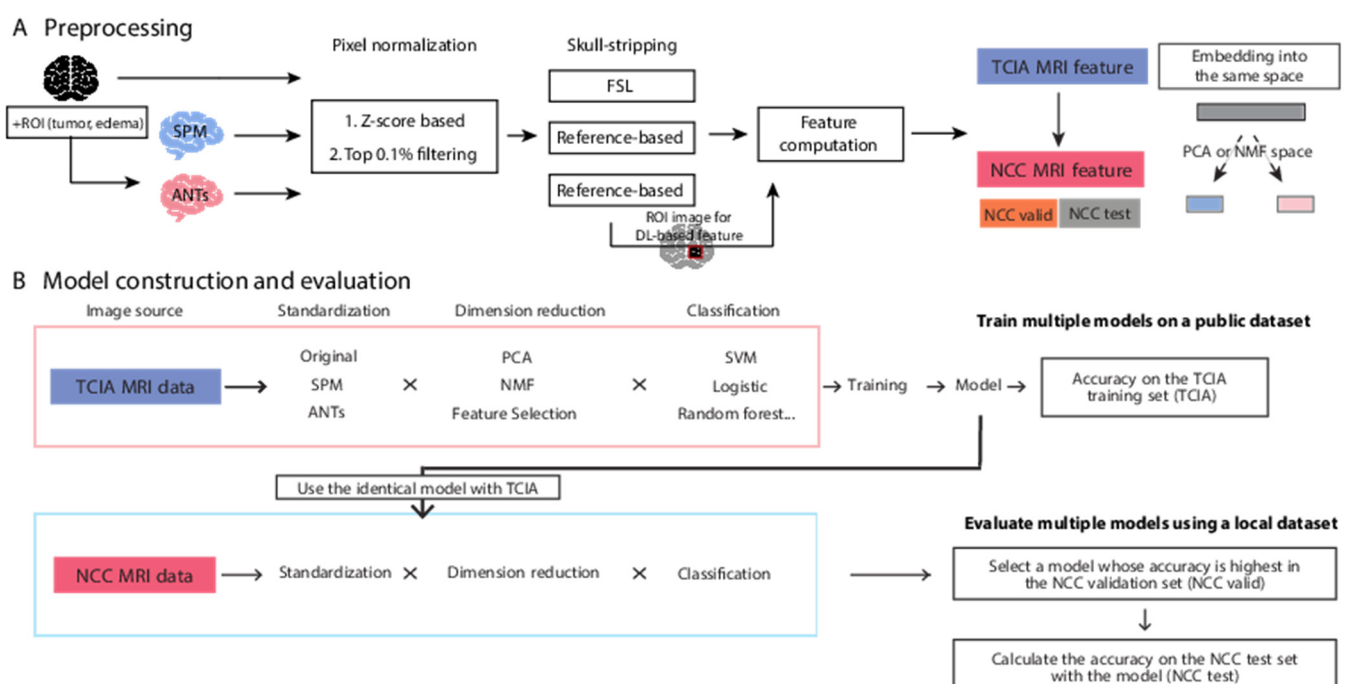 A Preprocessing
Pixel normalization
Skull-stripping
+ROI (tumor, edema)
SPM
ANTs
1. Z-score based
2. Top 0.1% filtering
FSL
Reference-based
Reference-based
ROI image for
DL-based feature
Feature
computation
TCIA MRI feature
NCC MRI feature
NCC valid
NCC test
Embedding into
the same space
PCA or NMF space
B Model construction and evaluation
Image source
Standardization
Dimension reduction
Classification
TCIA MRI data
Original
SPM
ANTs
×
PCA
NMF
Feature Selection
×
SVM
Logistic
Random forest...
Training
Model
Train multiple models on a public dataset
Accuracy on the TCIA
training set (TCIA)
Use the identical model with TCIA
NCC MRI data
Standardization × Dimension reduction × Classification
Evaluate multiple models using a local dataset
Select a model whose accuracy is highest in
the NCC validation set (NCC valid)
Calculate the accuracy on the NCC test set
with the model (NCC test)